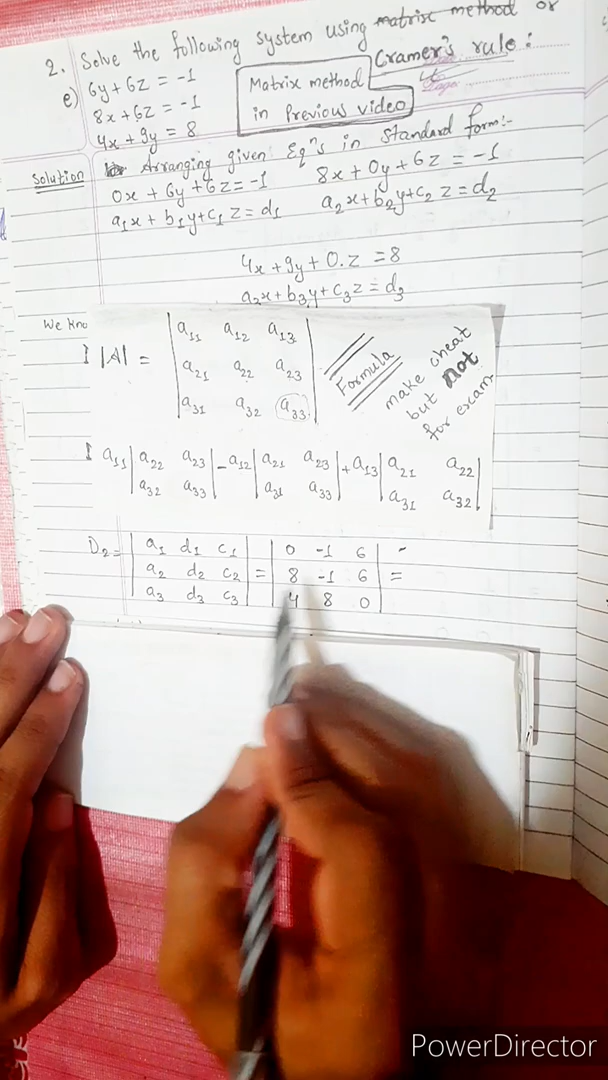 2. Solve the following system using matrix method or
Cramer's rule:
e) 6y + 6z = -1
8x + 6z = -1
4x + 9y = 8
Matrix method
in Previous video
Solution
Arranging given Eqⁿs in standard form:-
0x + 6y + 6z = -1 8x + 0y + 6z = -1
a₁x + b₁y + c₁z = d₁ a₂x + b₂y + c₂z = d₂
4x + 9y + 0.z = 8
a₃x + b₃y + c₃z = d₃
We kno
I |A| = | a₁₁ a₁₂ a₁₃ |
| a₂₁ a₂₂ a₂₃ |
| a₃₁ a₃₂ a₃₃ |
Formula
make cheat
but not
for exam
I a₁₁ | a₂₂ a₂₃ | - a₁₂ | a₂₁ a₂₃ | + a₁₃ | a₂₁ a₂₂ |
| a₃₂ a₃₃ | | a₃₁ a₃₃ | | a₃₁ a₃₂ |
D₂ = | a₁ d₁ c₁ | | 0 -1 6 |
| a₂ d₂ c₂ | = | 8 -1 6 | =
| a₃ d₃ c₃ | | 4 8 0 |
PowerDirector